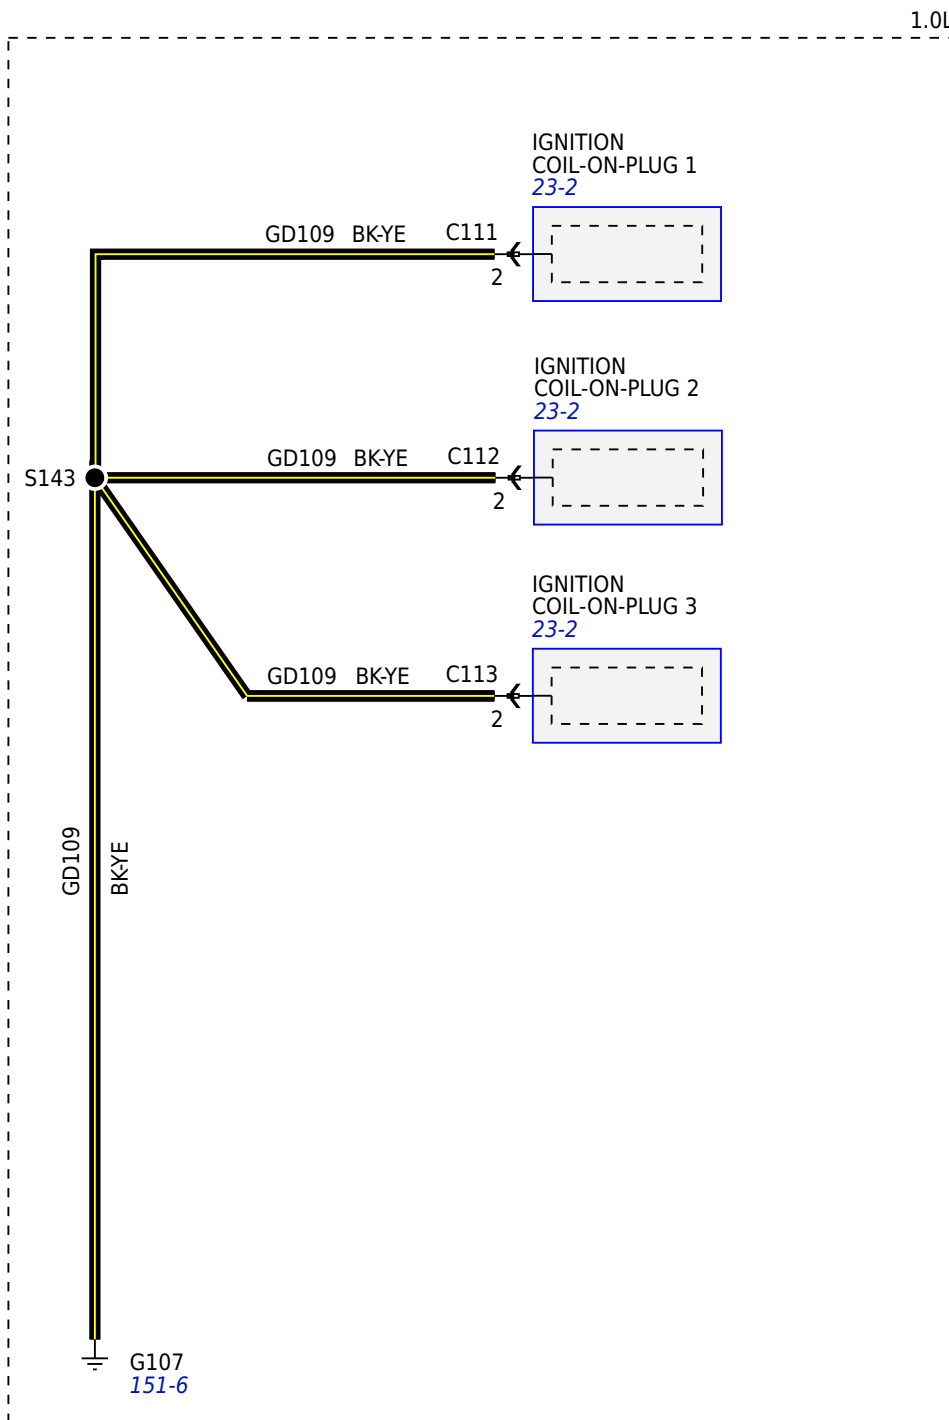 1.0L
IGNITION
COIL-ON-PLUG 1
23-2
GD109 BK-YE C111
2
IGNITION
COIL-ON-PLUG 2
23-2
GD109 BK-YE C112
S143
2
IGNITION
COIL-ON-PLUG 3
23-2
GD109 BK-YE C113
2
GD109
BK-YE
G107
151-6